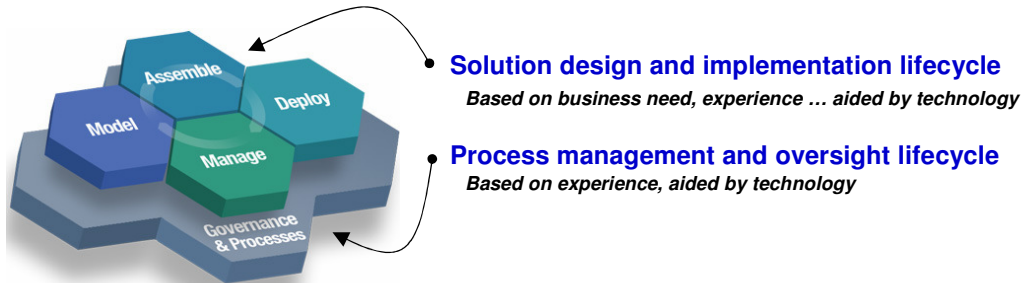 Assemble
Deploy
Model
Manage
Governance
& Processes
Solution design and implementation lifecycle
Based on business need, experience … aided by technology
Process management and oversight lifecycle
Based on experience, aided by technology